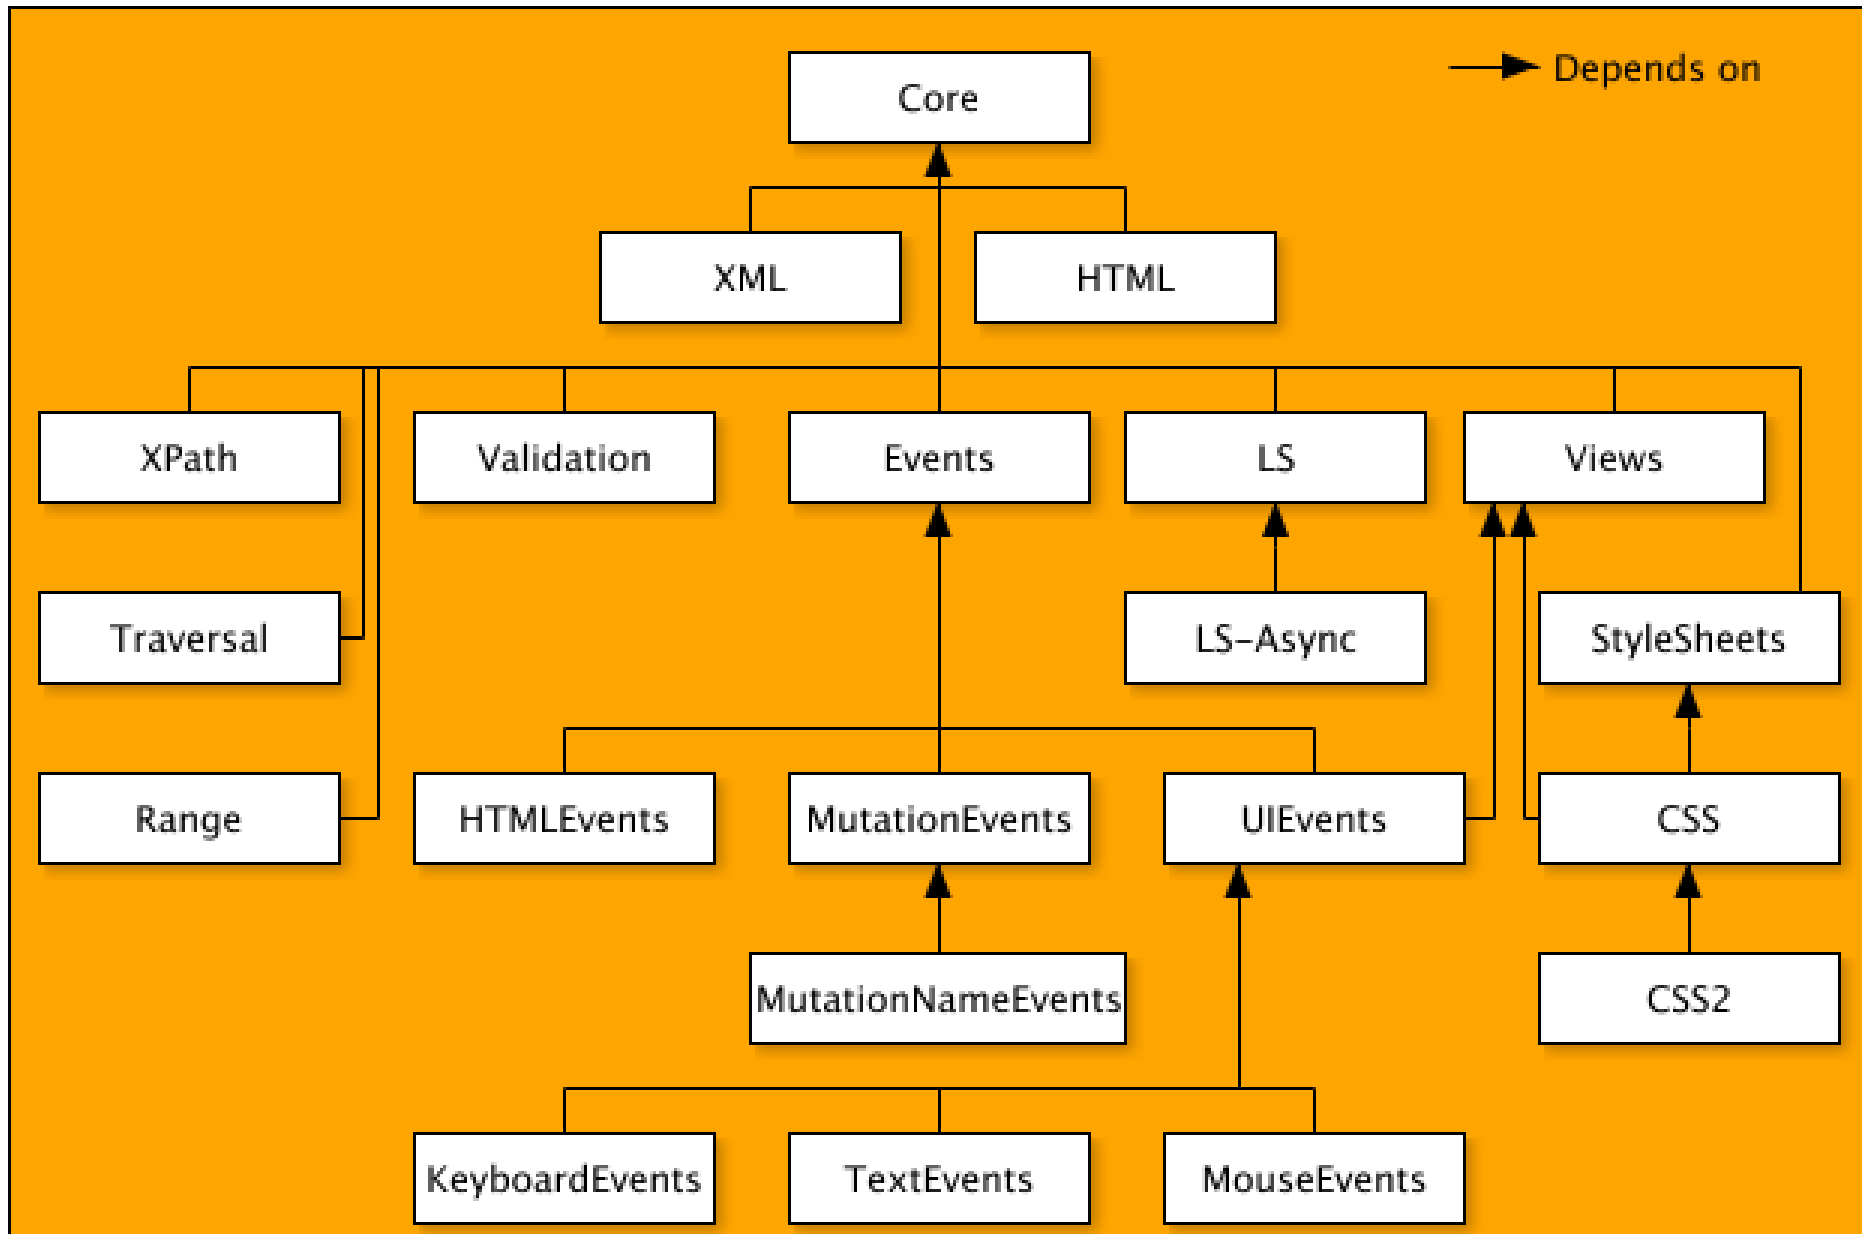 Core
Depends on
XML
HTML
XPath
Validation
Events
LS
Views
Traversal
LS-Async
StyleSheets
Range
HTMLEvents
MutationEvents
UIEvents
CSS
MutationNameEvents
CSS2
KeyboardEvents
TextEvents
MouseEvents